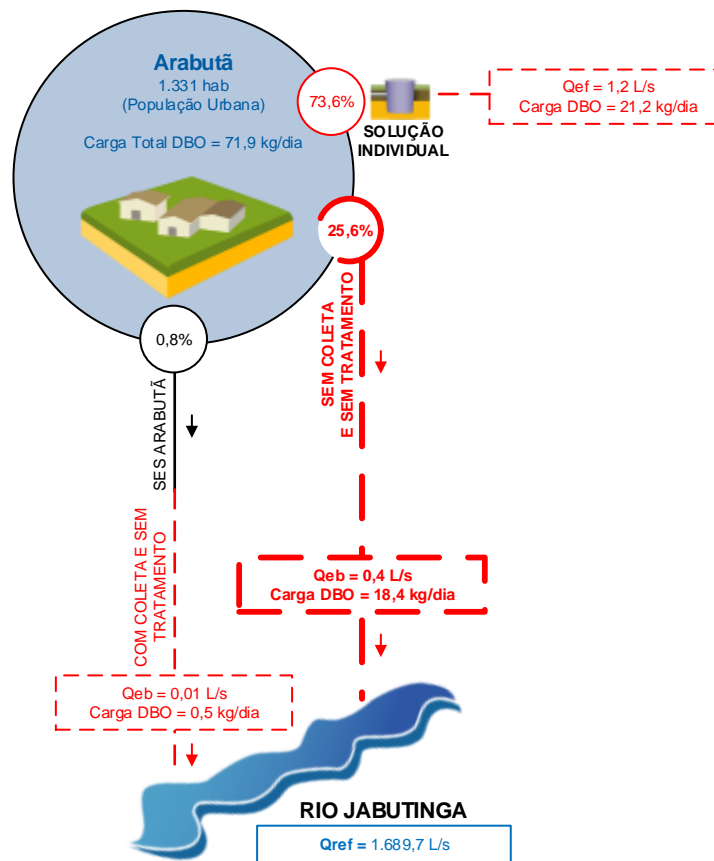 Arabutã
1.331 hab
(População Urbana)
Carga Total DBO = 71,9 kg/dia
73,6%
SOLUÇÃO
INDIVIDUAL
Qef = 1,2 L/s
Carga DBO = 21,2 kg/dia
25,6%
SEM COLETA
E SEM TRATAMENTO
0,8%
SES ARABUTÃ
COM COLETA E SEM
TRATAMENTO
Qeb = 0,4 L/s
Carga DBO = 18,4 kg/dia
Qeb = 0,01 L/s
Carga DBO = 0,5 kg/dia
RIO JABUTINGA
Qref = 1.689,7 L/s